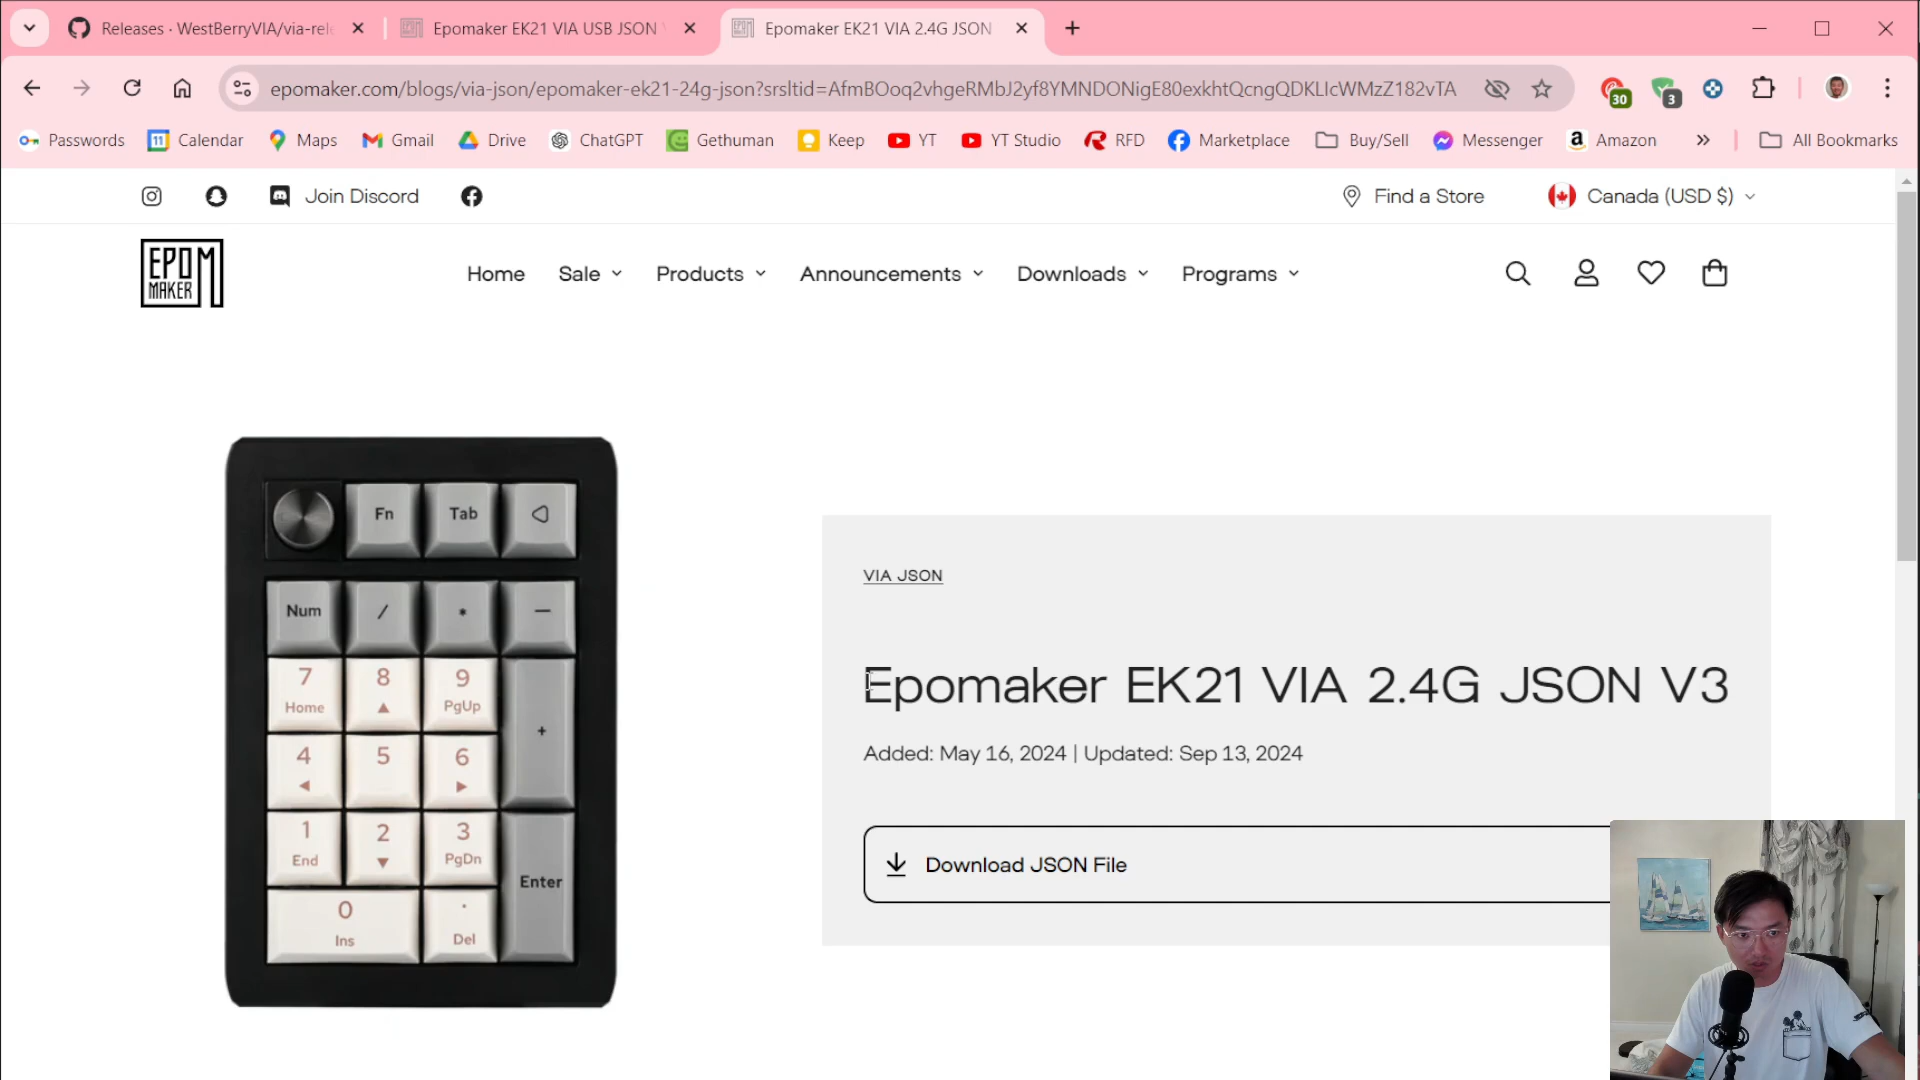 Releases · WestBerryVIA/via-rele
Epomaker EK21 VIA USB JSON V
Epomaker EK21 VIA 2.4G JSON
epomaker.com/blogs/via-json/epomaker-ek21-24g-json?srsltid=AfmBOoq2vhgeRMbJ2yf8YMNDONigE80exkhtQcngQDKLIcWMzZ182vTA
30
3
Passwords
Calendar
Maps
Gmail
Drive
ChatGPT
Gethuman
Keep
YT
YT Studio
RFD
Marketplace
Buy/Sell
Messenger
Amazon
All Bookmarks
Join Discord
Find a Store
Canada (USD $)
EPOM
MAKER
Home
Sale
Products
Announcements
Downloads
Programs
Fn
Tab
Num
/
*
—
7
Home
8
9
PgUp
+
4
5
6
1
End
2
3
PgDn
Enter
0
Ins
.
Del
VIA JSON
Epomaker EK21 VIA 2.4G JSON V3
Added: May 16, 2024 | Updated: Sep 13, 2024
Download JSON File